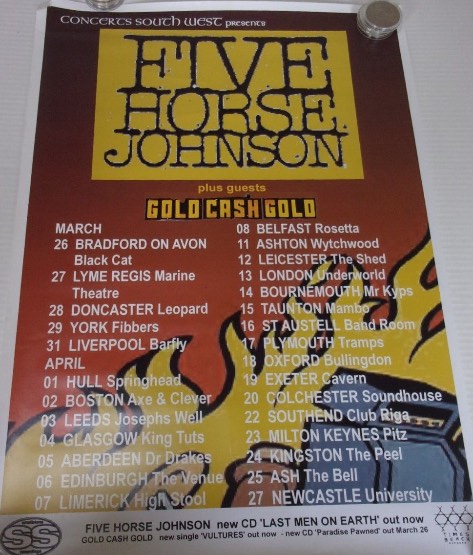 CONCERTS SOUTH WEST PRESENTS
FIVE
HORSE
JOHNSON
plus guests
GOLD CASH GOLD
MARCH
26 BRADFORD ON AVON
Black Cat
27 LYME REGIS Marine
Theatre
28 DONCASTER Leopard
29 YORK Fibbers
31 LIVERPOOL Barfly
APRIL
01 HULL Springhead
02 BOSTON Axe & Clever
03 LEEDS Josephs Well
04 GLASGOW King Tuts
05 ABERDEEN Dr Drakes
06 EDINBURGH The Venue
07 LIMERICK High Stool
08 BELFAST Rosetta
11 ASHTON Wytchwood
12 LEICESTER The Shed
13 LONDON Underworld
14 BOURNEMOUTH Mr Kyps
15 TAUNTON Mambo
16 ST AUSTELL Band Room
17 PLYMOUTH Tramps
18 OXFORD Bullingdon
19 EXETER Cavern
20 COLCHESTER Soundhouse
22 SOUTHEND Club Riga
23 MILTON KEYNES Pitz
24 KINGSTON The Peel
25 ASH The Bell
27 NEWCASTLE University
FIVE HORSE JOHNSON new CD 'LAST MEN ON EARTH' out now
GOLD CASH GOLD new single 'VULTURES' out now - new CD 'Paradise Pawned' out March 26
SS
SMALL